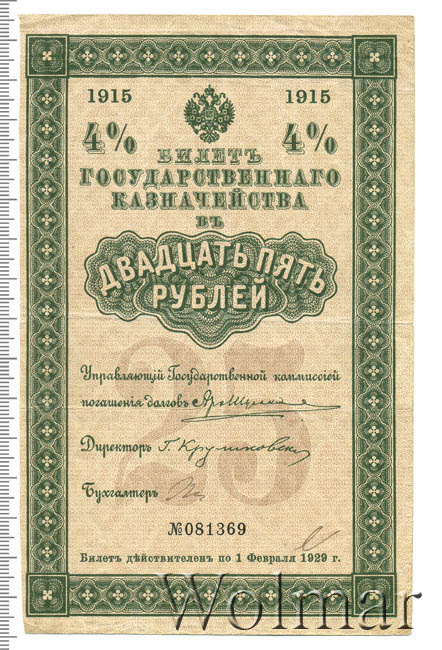 1915 1915
4% 4%
БИЛЕТЪ
ГОСУДАРСТВЕННАГО
КАЗНАЧЕЙСТВА
ВЪ
ДВАДЦАТЬ ПЯТЬ
РУБЛЕЙ
25
Управляющій Государственной коммиссіей
погашенія долговъ
Директоръ
Бухгалтеръ
№081369
Билетъ дѣйствителенъ по 1 Февраля 1929 г.
Wolmar